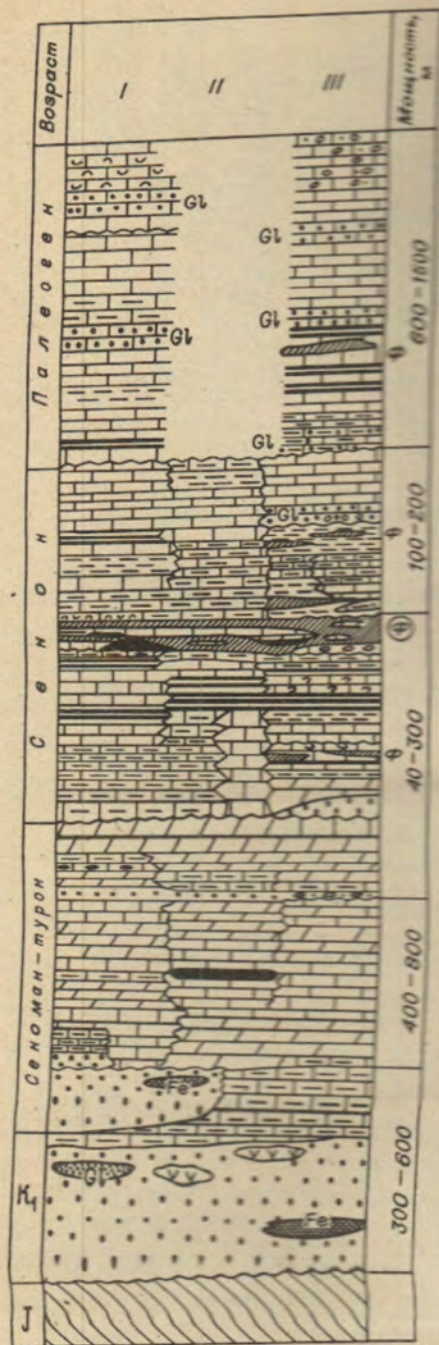 Возраст
I
II
III
Мощность, м
Палеоген
Gl
Gl
Gl
Gl
Gl
600-1500
Сенон
Gl
100-200
40-300
Сеноман-турон
400-800
Fe
K₁
Gl
Fe
300-600
J